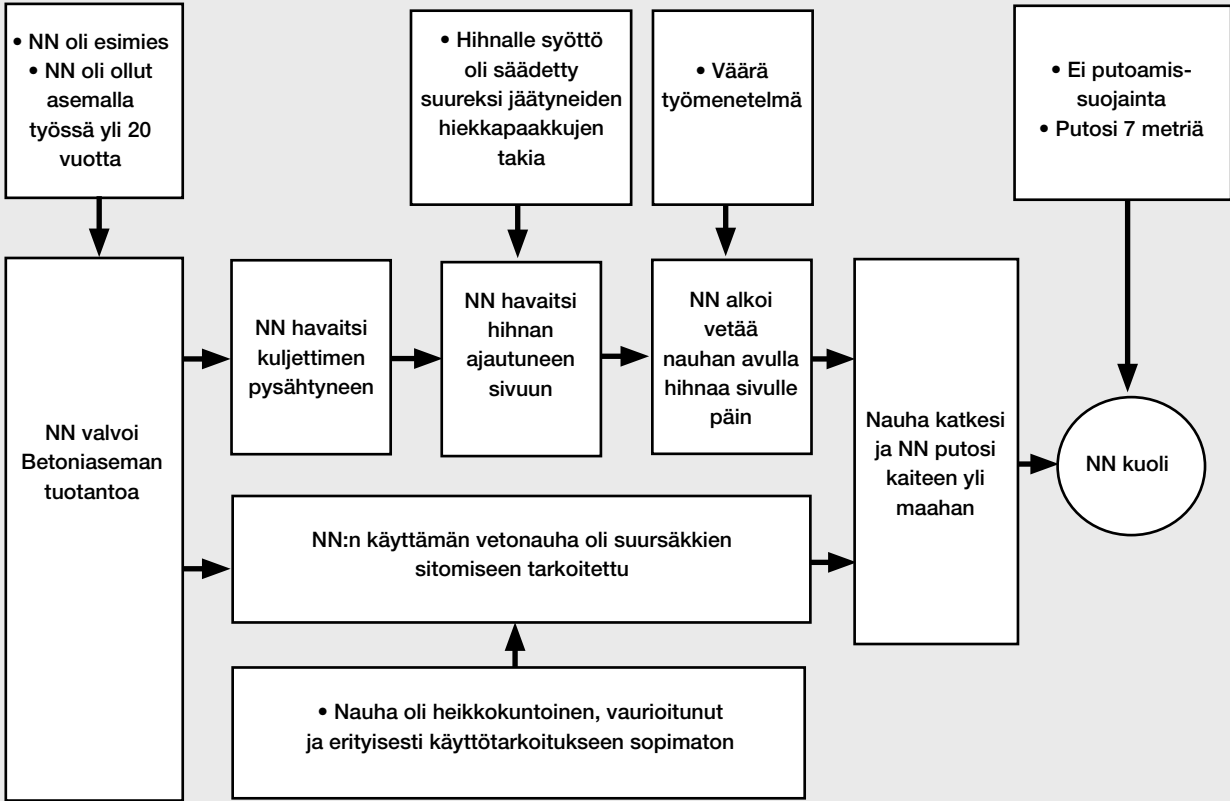 • NN oli esimies
• NN oli ollut
asemalla
työssä yli 20
vuotta
• Hihnalle syöttö
oli säädetty
suureksi jäätyneiden
hiekkapaakkujen
takia
• Väärä
työmenetelmä
• Ei putoamis-
suojainta
• Putosi 7 metriä
NN valvoi
Betoniaseman
tuotantoa
NN havaitsi
kuljettimen
pysähtyneen
NN havaitsi
hihnan
ajautuneen
sivuun
NN alkoi
vetää
nauhan avulla
hihnaa sivulle
päin
Nauha katkesi
ja NN putosi
kaiteen yli
maahan
NN kuoli
NN:n käyttämän vetonauha oli suursäkkien
sitomiseen tarkoitettu
• Nauha oli heikkokuntoinen, vaurioitunut
ja erityisesti käyttötarkoitukseen sopimaton